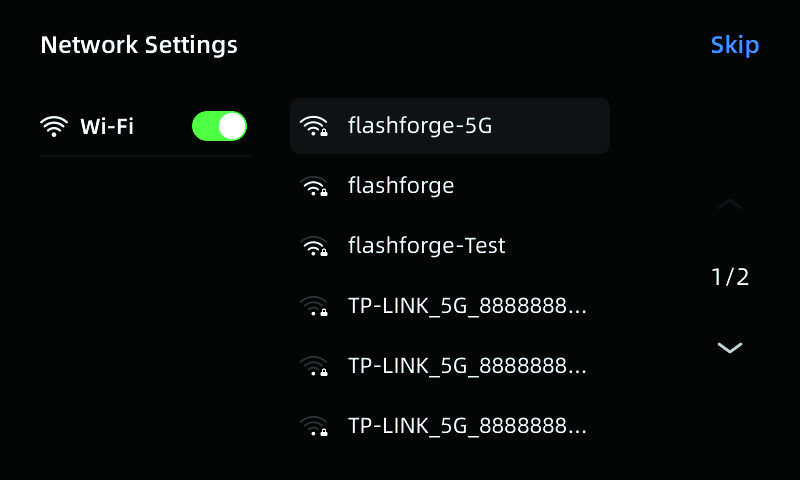 Network Settings
Skip
Wi-Fi
flashforge-5G
flashforge
flashforge-Test
TP-LINK_5G_8888888...
TP-LINK_5G_8888888...
TP-LINK_5G_8888888...
1/2